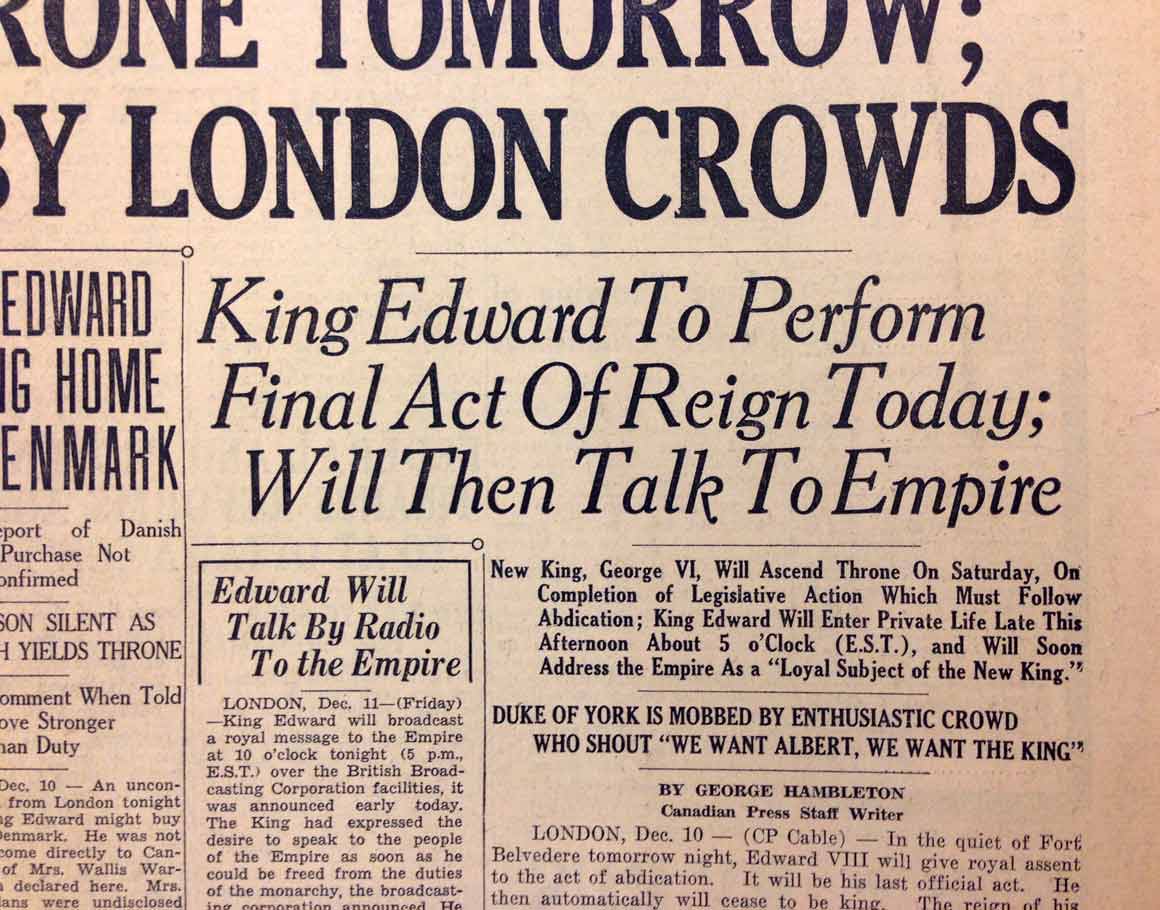 TOMORROW;
BY LONDON CROWDS
EDWARD
HOME
King Edward To Perform
Final Act Of Reign Today;
Will Then Talk To Empire
of Danish
Purchase Not
SILENT AS
YIELDS THRONE
When Told
Stronger
Duty
Dec. 10 — An uncon-
from London tonight
Edward might buy
He was not
come directly to Can-
of Mrs. Wallis War-
declared here. Mrs.
were undisclosed
Edward Will
Talk By Radio
To the Empire
LONDON, Dec. 11—(Friday)
—King Edward will broadcast
a royal message to the Empire
at 10 o'clock tonight (5 p.m.,
E.S.T.) over the British Broad-
casting Corporation facilities, it
was announced early today.
The King had expressed the
desire to speak to the people
of the Empire as soon as he
could be freed from the duties
of the monarchy, the broadcast-
ing corporation announced. He
New King, George VI, Will Ascend Throne On Saturday, On
Completion of Legislative Action Which Must Follow
Abdication; King Edward Will Enter Private Life Late This
Afternoon About 5 o'Clock (E.S.T.), and Will Soon
Address the Empire As a "Loyal Subject of the New King."
DUKE OF YORK IS MOBBED BY ENTHUSIASTIC CROWD
WHO SHOUT "WE WANT ALBERT, WE WANT THE KING"
BY GEORGE HAMBLETON
Canadian Press Staff Writer
LONDON, Dec. 10 — (CP Cable) — In the quiet of Fort
Belvedere tomorrow night, Edward VIII will give royal assent
to the act of abdication. It will be his last official act. He
then automatically will cease to be king. The reign of his